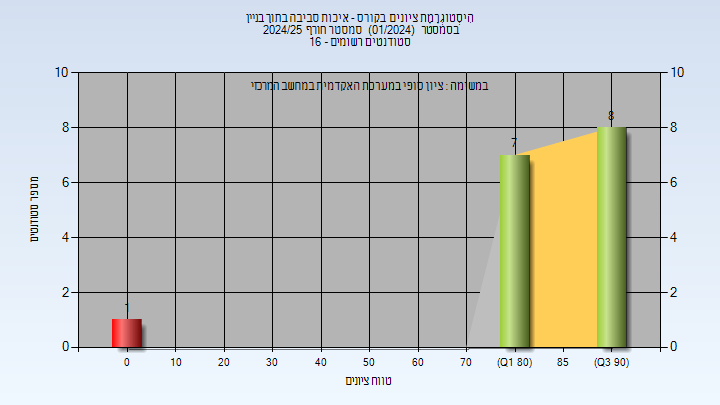 היסטוגרמת ציונים בקורס - איכות סביבה בתוך בניין
בסמסטר (01/2024) סמסטר חורף 2024/25
סטודנטים רשומים - 16
במשימה : ציון סופי במערכת האקדמית במחשב המרכזי
10 10
8 8
6 6
4 4
2 2
0 0
1 7 8
מספר סטודנטים
0 10 20 30 40 50 60 70 (Q1 80) 85 (Q3 90)
טווח ציונים